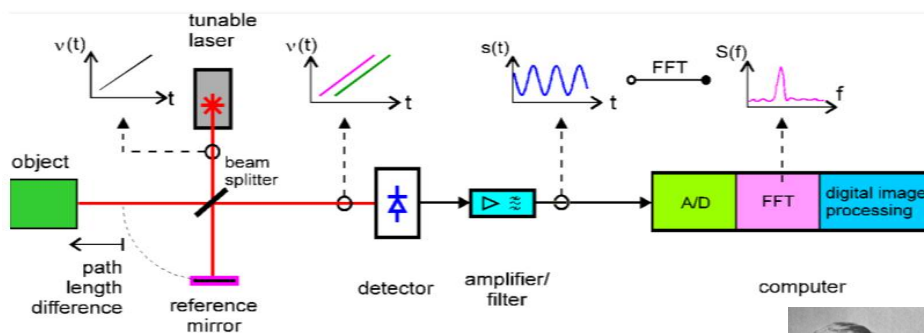 tunable
laser
ν(t)
t
ν(t)
t
s(t)
t
FFT
S(f)
f
object
beam
splitter
A/D
FFT
digital image
processing
path
length
difference
reference
mirror
detector
amplifier/
filter
computer